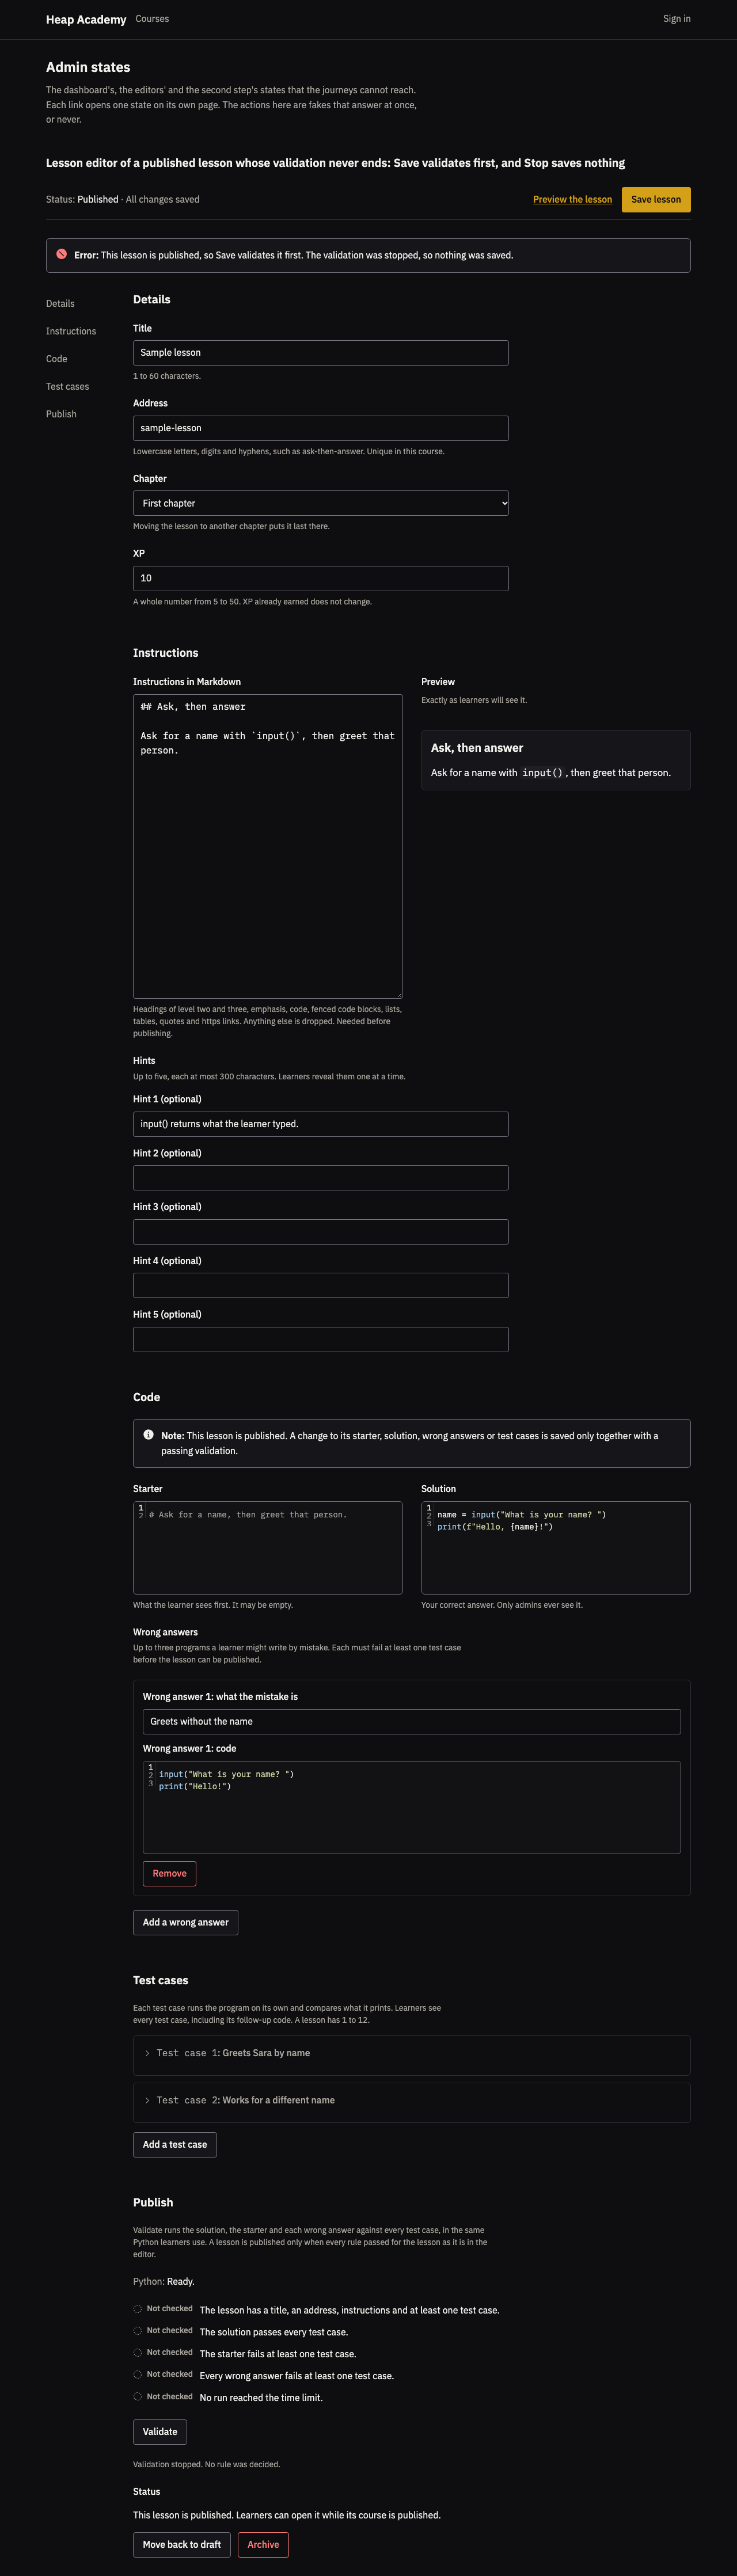 Heap Academy
Courses
Sign in
Admin states
The dashboard's, the editors' and the second step's states that the journeys cannot reach.
Each link opens one state on its own page. The actions here are fakes that answer at once,
or never.
Lesson editor of a published lesson whose validation never ends: Save validates first, and Stop saves nothing
Status: Published · All changes saved
Preview the lesson
Save lesson
Error: This lesson is published, so Save validates it first. The validation was stopped, so nothing was saved.
Details
Instructions
Code
Test cases
Publish
Details
Title
Sample lesson
1 to 60 characters.
Address
sample-lesson
Lowercase letters, digits and hyphens, such as ask-then-answer. Unique in this course.
Chapter
First chapter
Moving the lesson to another chapter puts it last there.
XP
10
A whole number from 5 to 50. XP already earned does not change.
Instructions
Instructions in Markdown
## Ask, then answer
Ask for a name with `input()`, then greet that
person.
Headings of level two and three, emphasis, code, fenced code blocks, lists,
tables, quotes and https links. Anything else is dropped. Needed before
publishing.
Preview
Exactly as learners will see it.
Ask, then answer
Ask for a name with input(), then greet that person.
Hints
Up to five, each at most 300 characters. Learners reveal them one at a time.
Hint 1 (optional)
input() returns what the learner typed.
Hint 2 (optional)
Hint 3 (optional)
Hint 4 (optional)
Hint 5 (optional)
Code
Note: This lesson is published. A change to its starter, solution, wrong answers or test cases is saved only together with a
passing validation.
Starter
1
2
# Ask for a name, then greet that person.
What the learner sees first. It may be empty.
Solution
1
2
3
name = input("What is your name? ")
print(f"Hello, {name}!")
Your correct answer. Only admins ever see it.
Wrong answers
Up to three programs a learner might write by mistake. Each must fail at least one test case
before the lesson can be published.
Wrong answer 1: what the mistake is
Greets without the name
Wrong answer 1: code
1
2
3
input("What is your name? ")
print("Hello!")
Remove
Add a wrong answer
Test cases
Each test case runs the program on its own and compares what it prints. Learners see
every test case, including its follow-up code. A lesson has 1 to 12.
Test case 1: Greets Sara by name
Test case 2: Works for a different name
Add a test case
Publish
Validate runs the solution, the starter and each wrong answer against every test case, in the same
Python learners use. A lesson is published only when every rule passed for the lesson as it is in the
editor.
Python: Ready.
Not checked The lesson has a title, an address, instructions and at least one test case.
Not checked The solution passes every test case.
Not checked The starter fails at least one test case.
Not checked Every wrong answer fails at least one test case.
Not checked No run reached the time limit.
Validate
Validation stopped. No rule was decided.
Status
This lesson is published. Learners can open it while its course is published.
Move back to draft
Archive